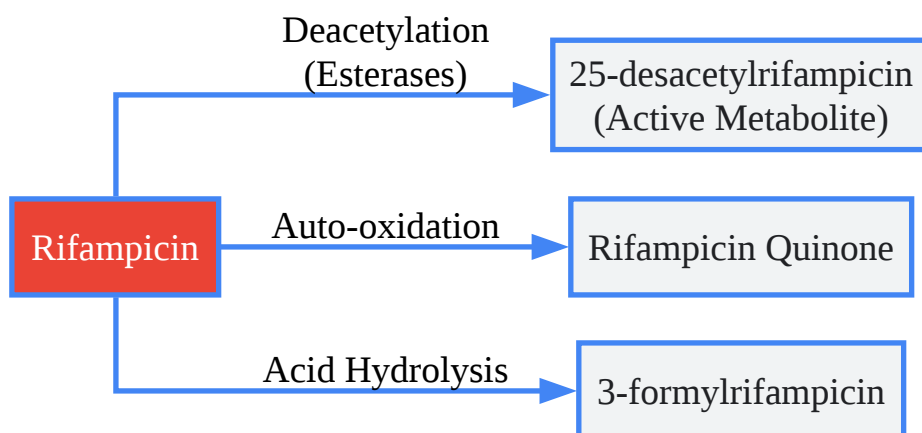 Deacetylation
(Esterases)
25-desacetylrifampicin
(Active Metabolite)
Rifampicin
Auto-oxidation
Rifampicin Quinone
Acid Hydrolysis
3-formylrifampicin